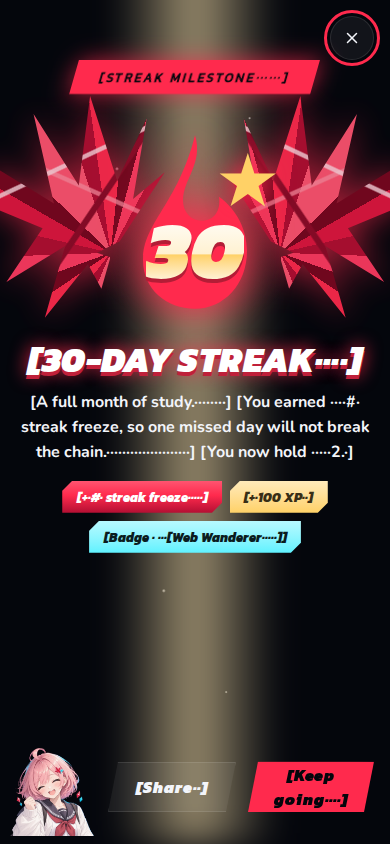 [STREAK MILESTONE······]
30
[30-DAY STREAK····]
[A full month of study.········] [You earned ····#·
streak freeze, so one missed day will not break
the chain.·····················] [You now hold ·····2.·]
[+·#· streak freeze·····]
[+·100 XP··]
[Badge · ···[Web Wanderer·····]]
[Share··]
[Keep
going····]